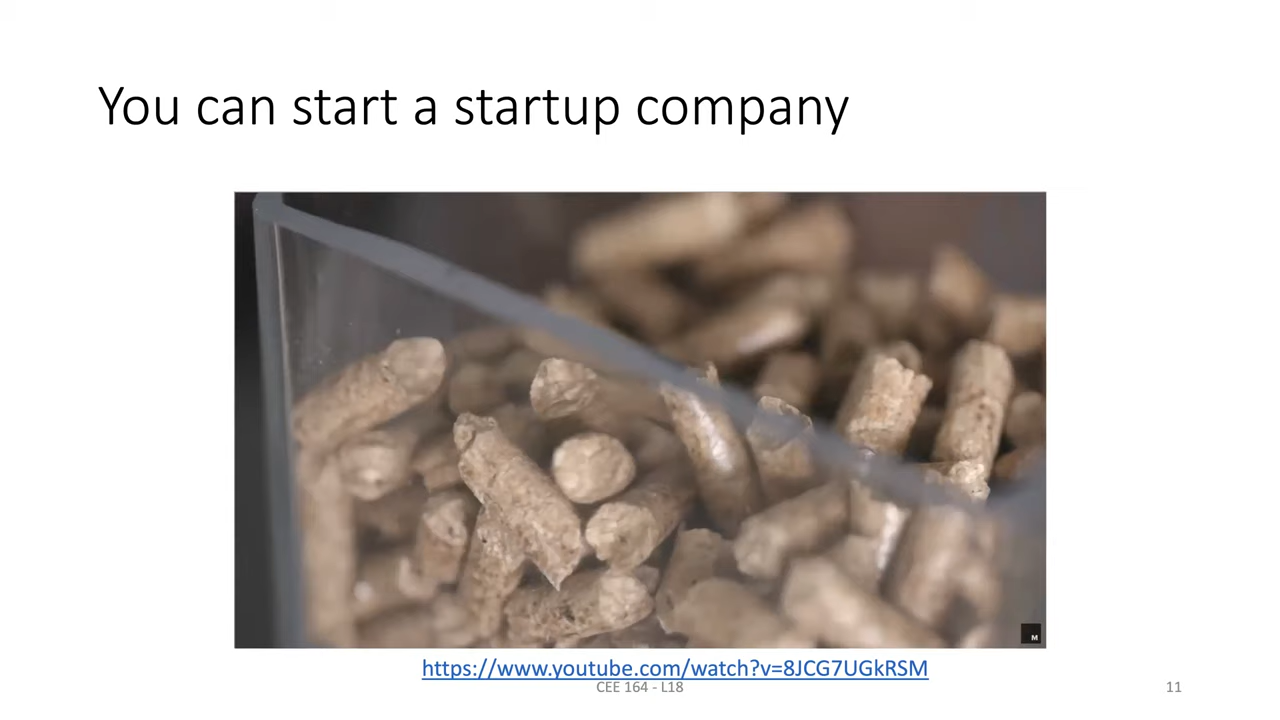 You can start a startup company
M
https://www.youtube.com/watch?v=8JCG7UGkRSM
CEE 164 - L18
11